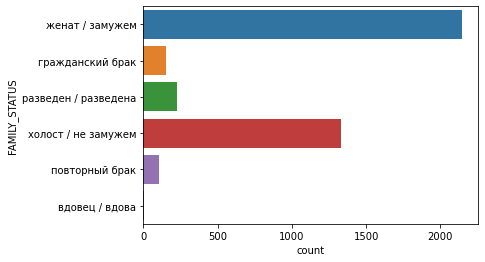 женат / замужем
гражданский брак
разведен / разведена
холост / не замужем
повторный брак
вдовец / вдова
FAMILY_STATUS
0 500 1000 1500 2000
count